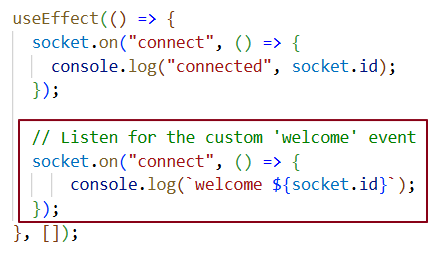 useEffect(() => {
  socket.on("connect", () => {
    console.log("connected", socket.id);
  });

  // Listen for the custom 'welcome' event
  socket.on("connect", () => {
      console.log(`welcome ${socket.id}`);
  });
}, []);